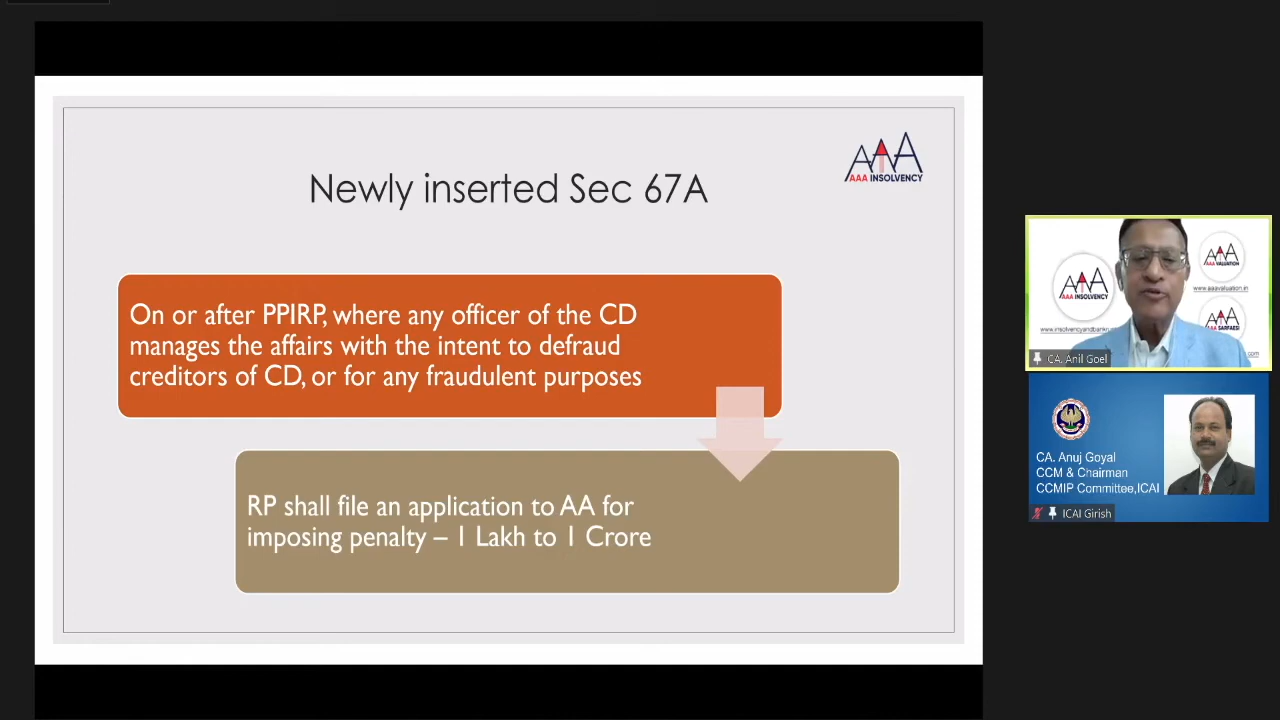 Newly inserted Sec 67A
AAA INSOLVENCY
On or after PPIRP, where any officer of the CD
manages the affairs with the intent to defraud
creditors of CD, or for any fraudulent purposes
RP shall file an application to AA for
imposing penalty – 1 Lakh to 1 Crore
AAA INSOLVENCY
AAA VALUATION
www.aaavaluation.in
AAA SARFAESI
CA. Anil Goel
CA. Anuj Goyal
CCM & Chairman
CCMIP Committee,ICAI
ICAI Girish